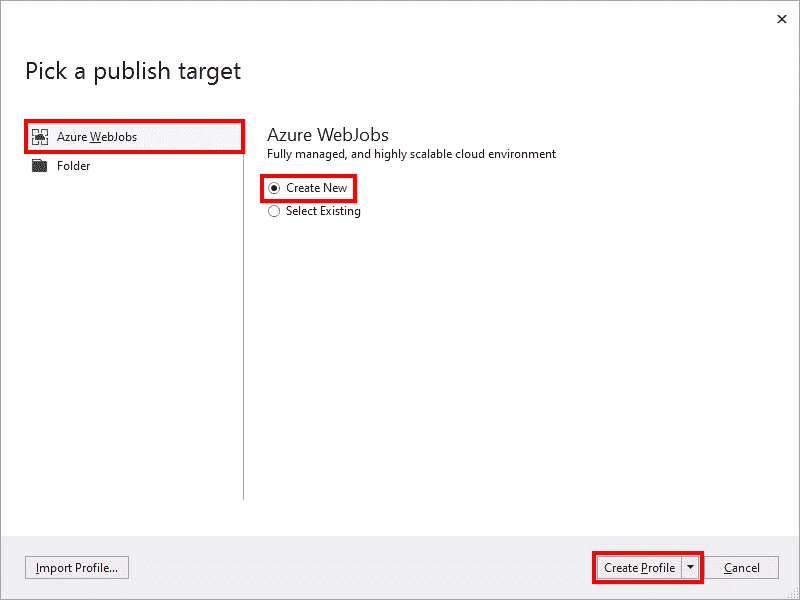 Pick a publish target
Azure WebJobs
Folder
Azure WebJobs
Fully managed, and highly scalable cloud environment
Create New
Select Existing
Import Profile...
Create Profile
Cancel